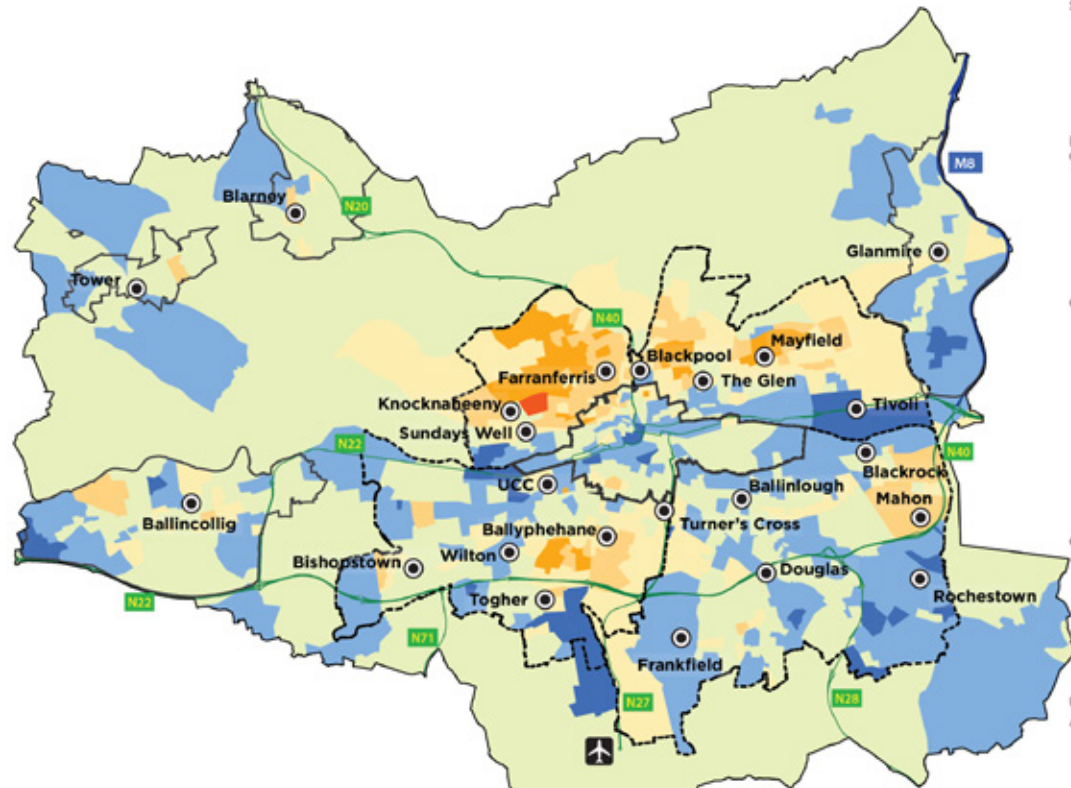 M8
Blarney
N20
Glanmire
Tower
N40
Mayfield
Blackpool
Farranferris
The Glen
Knocknaheeny
Tivoli
Sundays Well
N22
N40
Blackrock
UCC
Ballinlough
Mahon
Ballincollig
Turner's Cross
Ballyphehane
Wilton
Bishopstown
Douglas
Rochestown
N22
Togher
N71
Frankfield
N27
N28